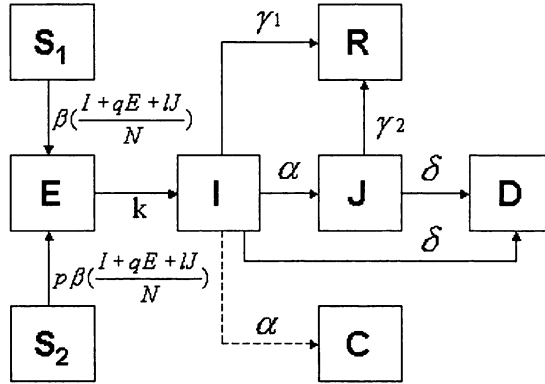 S₁
γ₁
R
β(I+qE+lJ/N)
γ₂
E
k
I
α
J
δ
D
δ
pβ(I+qE+lJ/N)
α
S₂
C